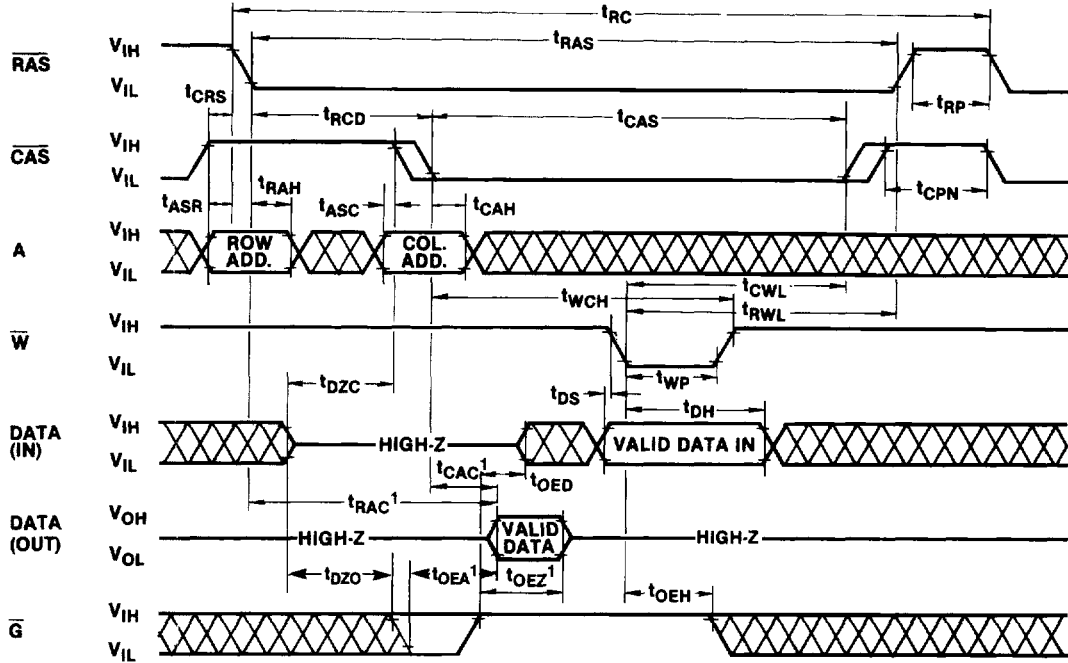 tRC
tRAS
RAS
VIH
VIL
tCRS
tRCD
tCAS
tRP
CAS
VIH
VIL
tASR
tRAH
tASC
tCAH
tCPN
A
VIH
VIL
ROW ADD.
COL. ADD.
tCWL
tWCH
tRWL
W
VIH
VIL
tDZC
tWP
tDS
tDH
DATA (IN)
VIH
VIL
HIGH-Z
VALID DATA IN
tCAC1
tOED
tRAC1
DATA (OUT)
VOH
VOL
HIGH-Z
VALID DATA
HIGH-Z
tDZO
tOEA1
tOEZ1
tOEH
G
VIH
VIL